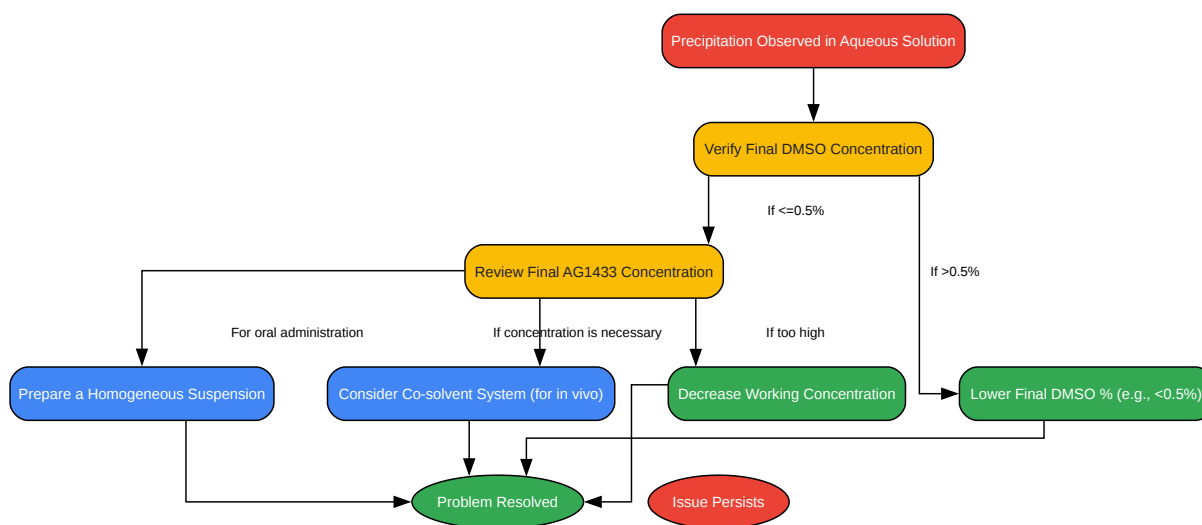 Precipitation Observed in Aqueous Solution
Verify Final DMSO Concentration
If <=0.5%
Review Final AG1433 Concentration
If >0.5%
For oral administration
If concentration is necessary
If too high
Prepare a Homogeneous Suspension
Consider Co-solvent System (for in vivo)
Decrease Working Concentration
Lower Final DMSO % (e.g., <0.5%)
Problem Resolved
Issue Persists